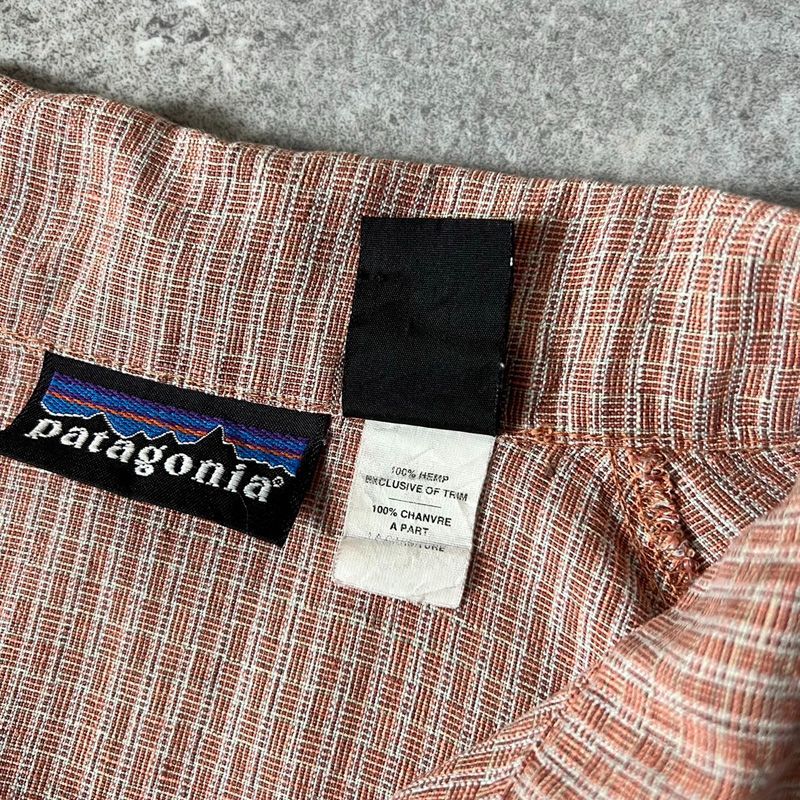 patagonia®
100% HEMP
EXCLUSIVE OF TRIM
100% CHANVRE
A PART